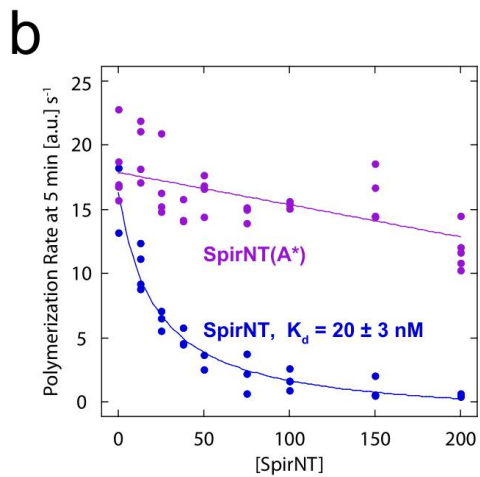 b
Polymerization Rate at 5 min [a.u.] s⁻¹
25
20
15
10
5
0
SpirNT(A*)
SpirNT, K_d = 20 ± 3 nM
0 50 100 150 200
[SpirNT]